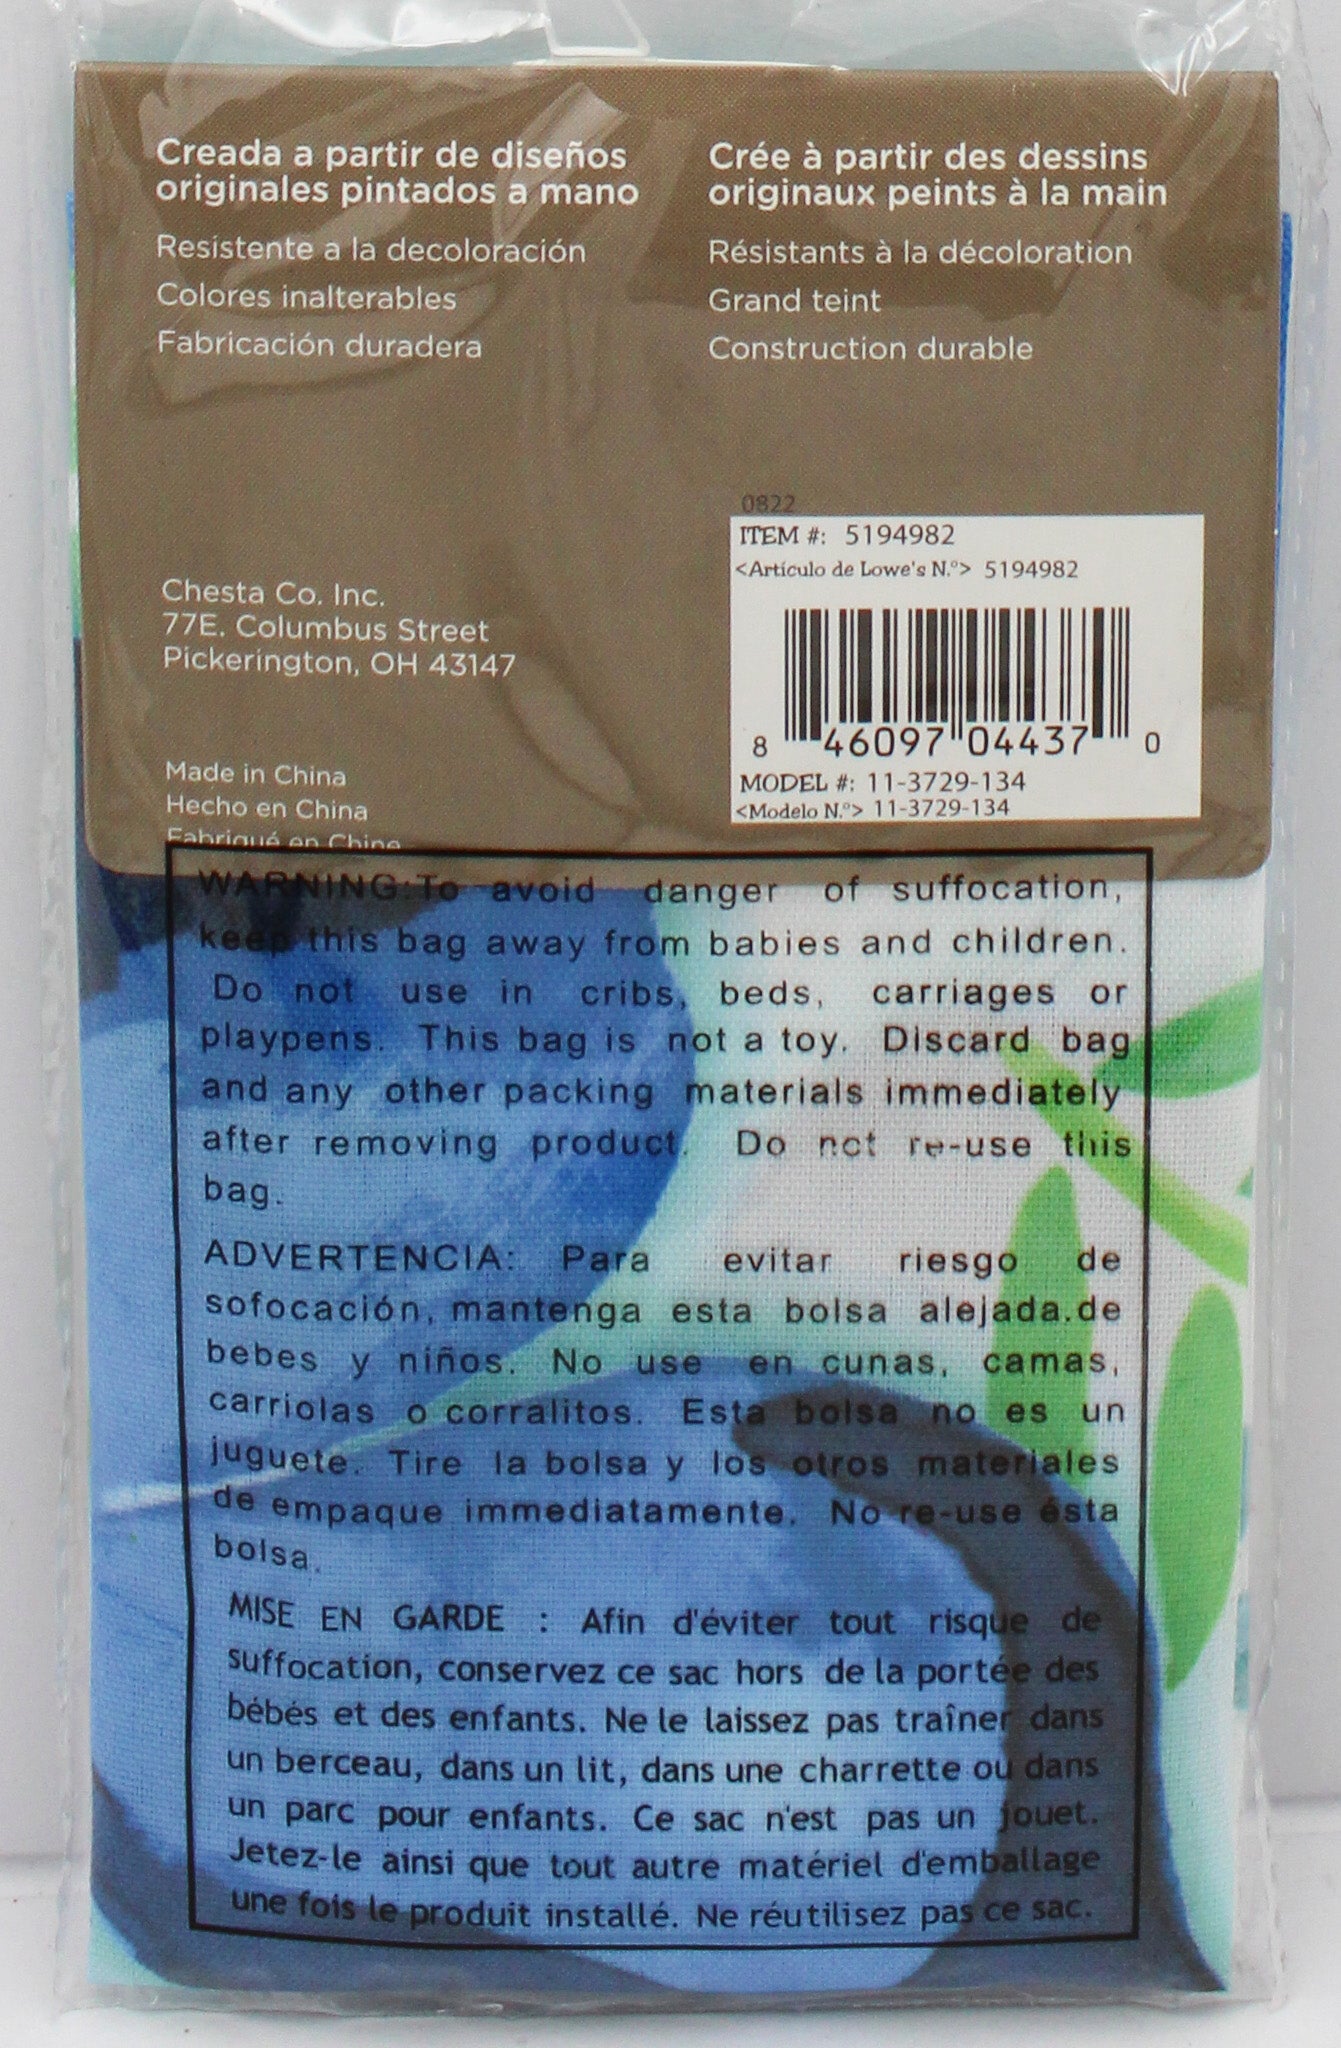 Creada a partir de diseños
originales pintados a mano
Resistente a la decoloración
Colores inalterables
Fabricación duradera
Crée à partir des dessins
originaux peints à la main
Résistants à la décoloration
Grand teint
Construction durable
0822
ITEM #: 5194982
<Artículo de Lowe's N.º> 5194982
8 46097 04437 0
MODEL #: 11-3729-134
<Modelo N.º> 11-3729-134
Chesta Co. Inc.
77E. Columbus Street
Pickerington, OH 43147
Made in China
Hecho en China
Fabriqué en Chine
WARNING:To avoid danger of suffocation,
keep this bag away from babies and children.
Do not use in cribs, beds, carriages or
playpens. This bag is not a toy. Discard bag
and any other packing materials immediately
after removing product. Do not re-use this
bag.
ADVERTENCIA: Para evitar riesgo de
sofocación, mantenga esta bolsa alejada.de
bebes y niños. No use en cunas, camas,
carriolas o corralitos. Esta bolsa no es un
juguete. Tire la bolsa y los otros materiales
de empaque immediatamente. No re-use ésta
bolsa.
MISE EN GARDE : Afin d'éviter tout risque de
suffocation, conservez ce sac hors de la portée des
bébés et des enfants. Ne le laissez pas traîner dans
un berceau, dans un lit, dans une charrette ou dans
un parc pour enfants. Ce sac n'est pas un jouet.
Jetez-le ainsi que tout autre matériel d'emballage
une fois le produit installé. Ne réutilisez pas ce sac.